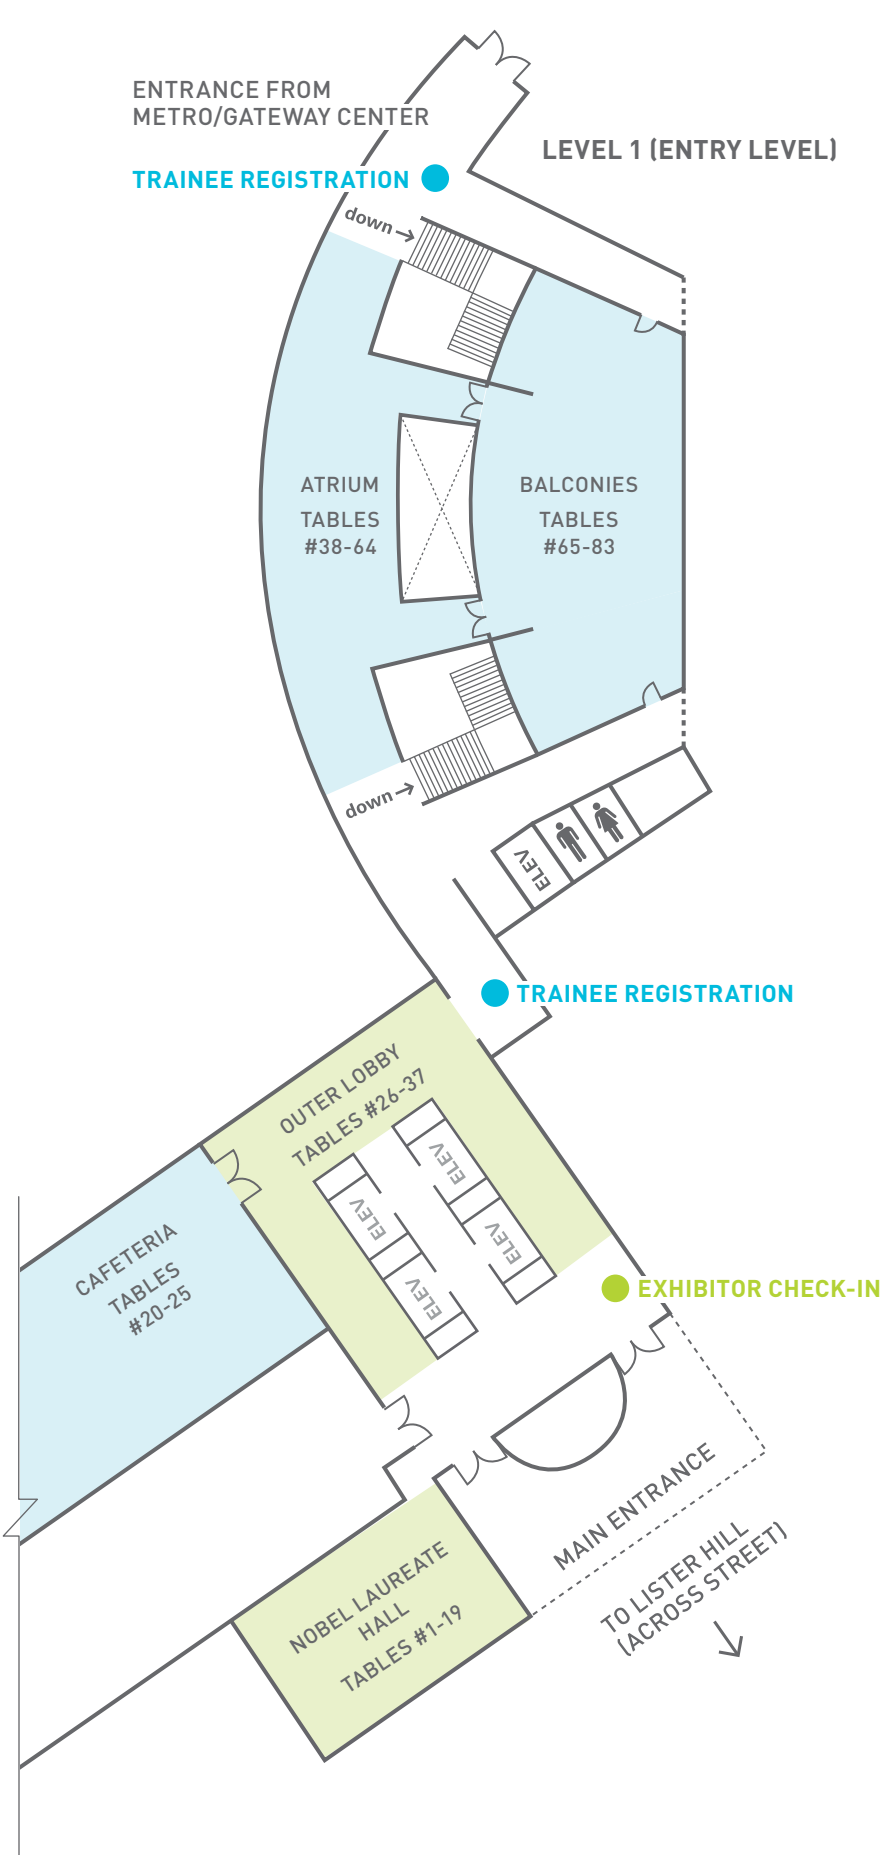 ENTRANCE FROM
METRO/GATEWAY CENTER
LEVEL 1 (ENTRY LEVEL)
TRAINEE REGISTRATION
down
ATRIUM
TABLES
#38-64
BALCONIES
TABLES
#65-83
down
ELEV
TRAINEE REGISTRATION
OUTER LOBBY
TABLES #26-37
ELEV
ELEV
ELEV
ELEV
CAFETERIA
TABLES
#20-25
EXHIBITOR CHECK-IN
MAIN ENTRANCE
TO LISTER HILL
(ACROSS STREET)
NOBEL LAUREATE
HALL
TABLES #1-19